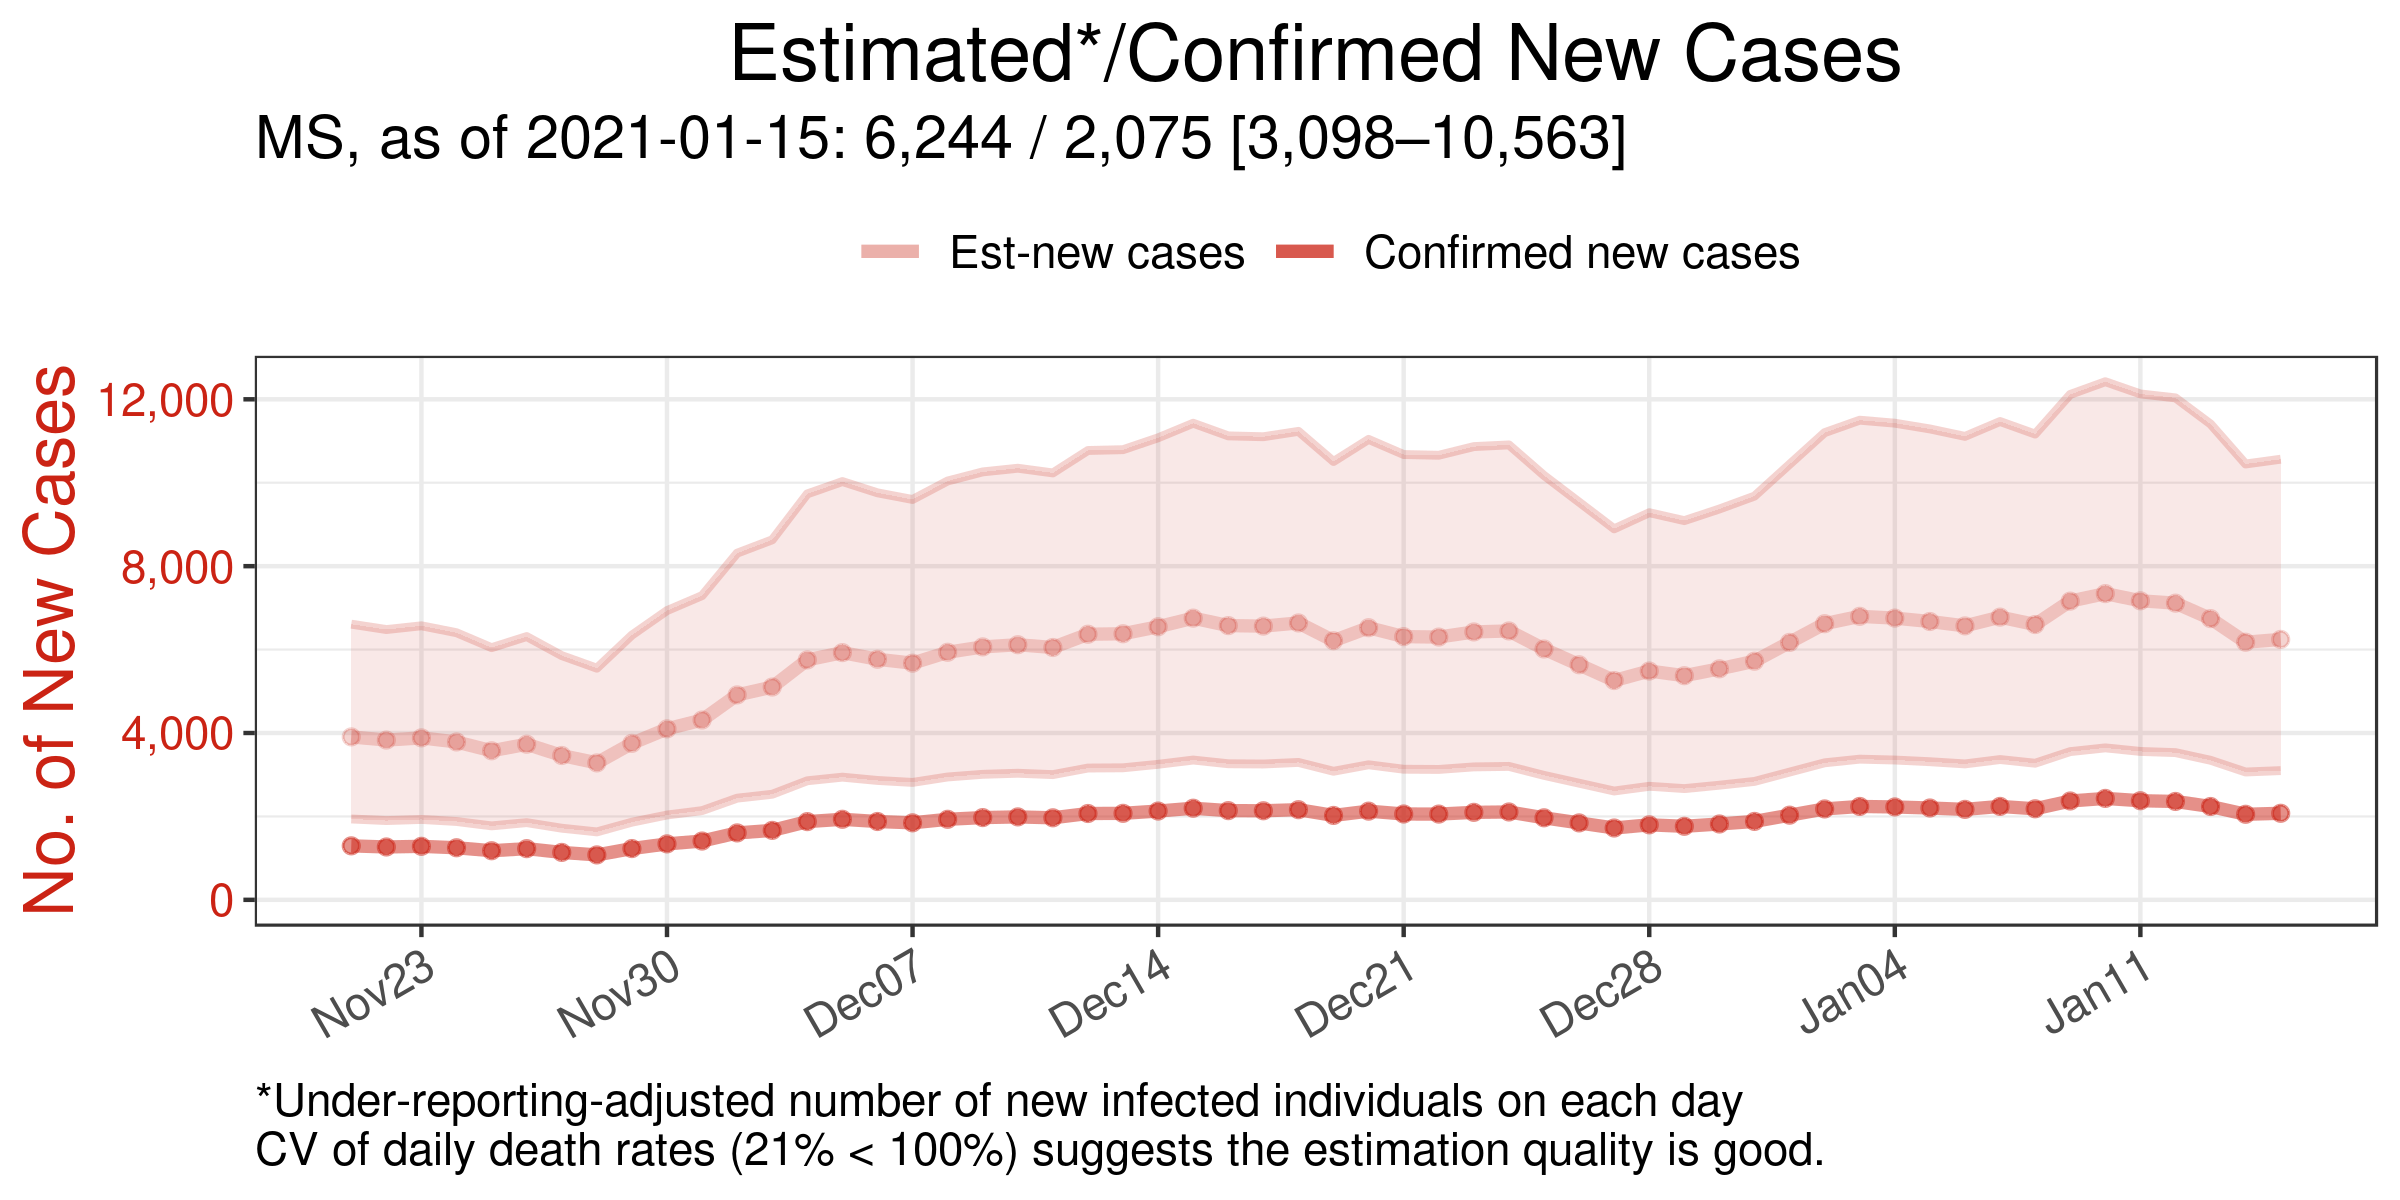 Estimated*/Confirmed New Cases
MS, as of 2021-01-15: 6,244 / 2,075 [3,098–10,563]
Est-new cases
Confirmed new cases
No. of New Cases
12,000
8,000
4,000
0
Nov23
Nov30
Dec07
Dec14
Dec21
Dec28
Jan04
Jan11
*Under-reporting-adjusted number of new infected individuals on each day
CV of daily death rates (21% < 100%) suggests the estimation quality is good.